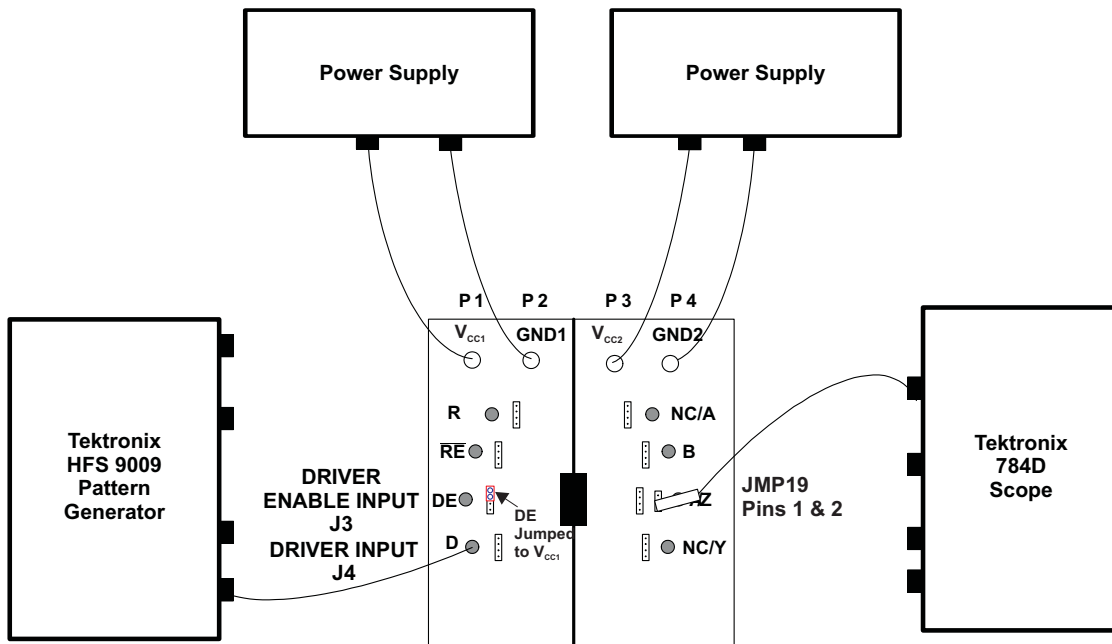 Power Supply
Power Supply
P 1
P 2
P 3
P 4
VCC1
GND1
VCC2
GND2
R
NC/A
RE
B
Tektronix
HFS 9009
Pattern
Generator
DRIVER
ENABLE INPUT
J3
DRIVER INPUT
J4
DE
DE
Jumped
to VCC1
D
JMP19
Pins 1 & 2
NC/Y
Tektronix
784D
Scope